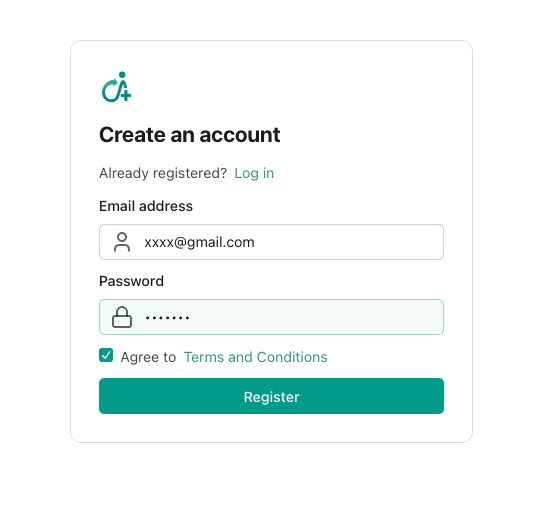 Create an account
Already registered? Log in
Email address
xxxx@gmail.com
Password
•••••••
Agree to Terms and Conditions
Register